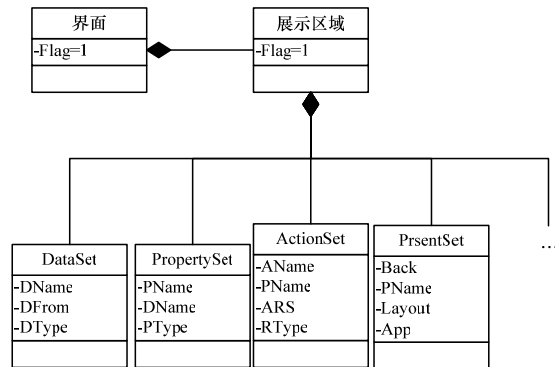 界面
-Flag=1
展示区域
-Flag=1
DataSet
-DName
-DFrom
-DType
PropertySet
-PName
-DName
-PType
ActionSet
-AName
-PName
-ARS
-RType
PrsentSet
-Back
-PName
-Layout
-App
...